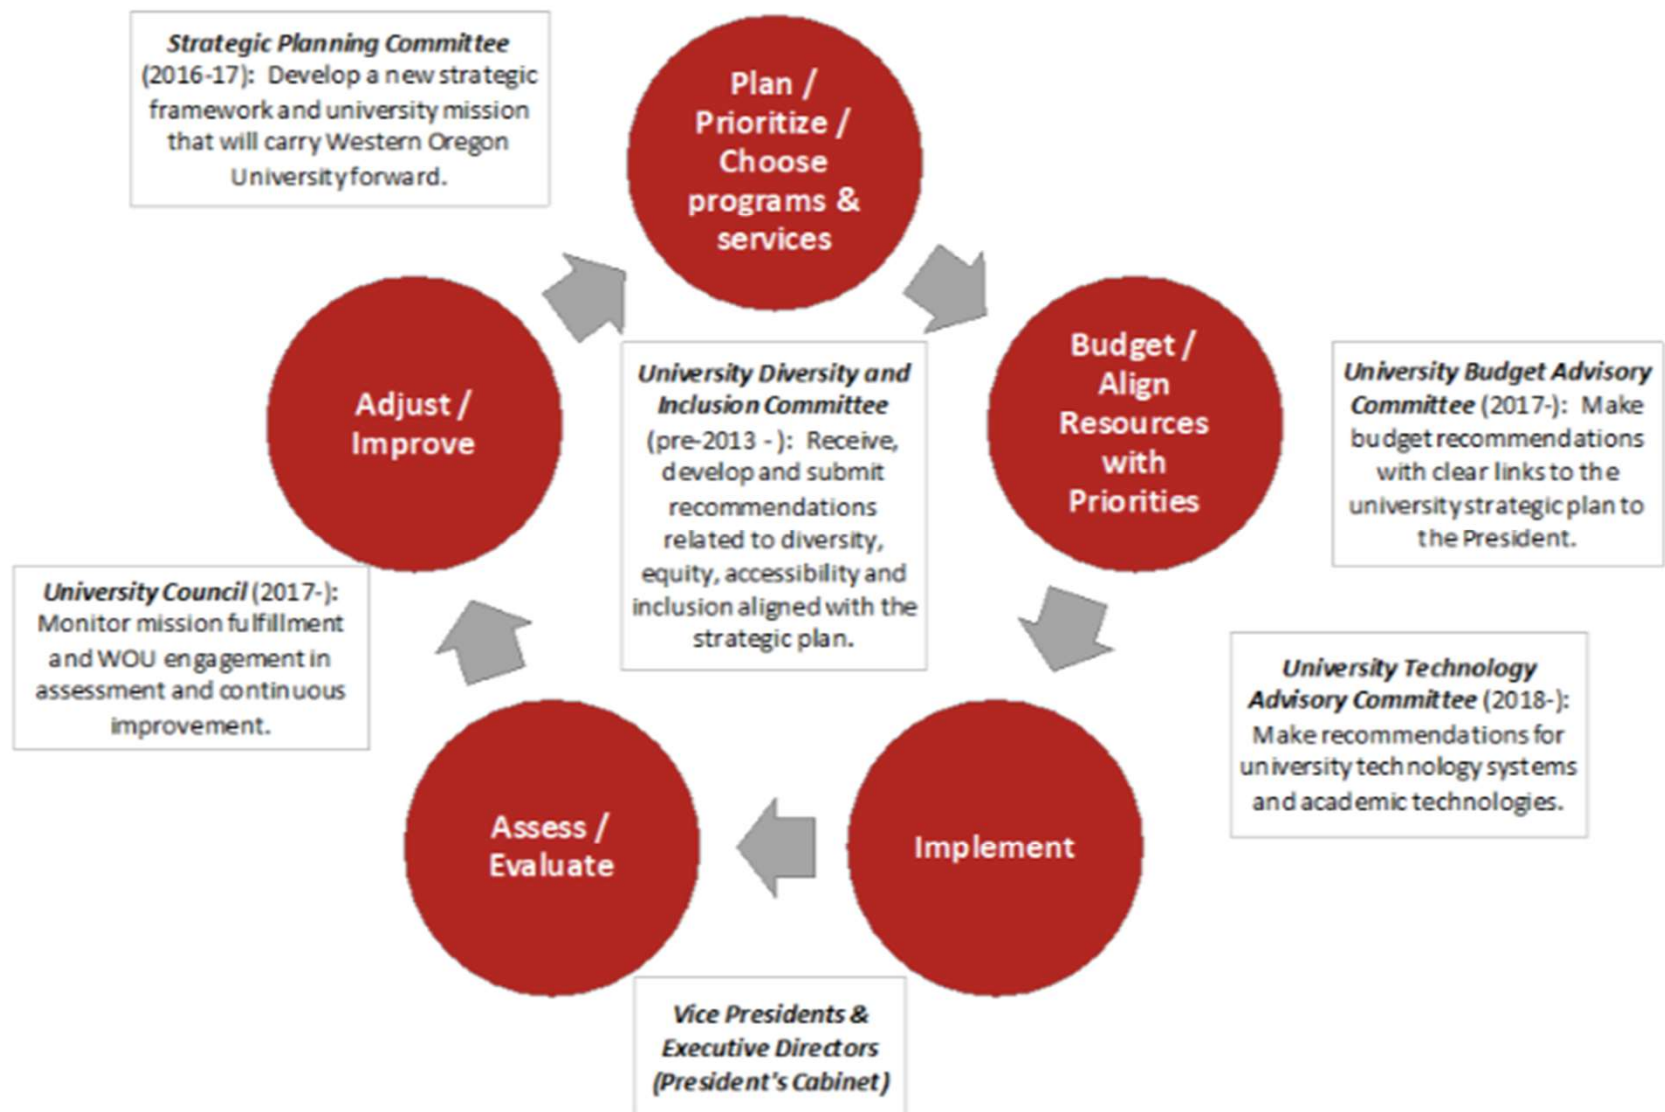 Strategic Planning Committee
(2016-17): Develop a new strategic
framework and university mission
that will carry Western Oregon
University forward.
Plan /
Prioritize /
Choose
programs &
services
Adjust /
Improve
University Diversity and
Inclusion Committee
(pre-2013 - ): Receive,
develop and submit
recommendations
related to diversity,
equity, accessibility and
inclusion aligned with the
strategic plan.
Budget /
Align
Resources
with
Priorities
University Budget Advisory
Committee (2017-): Make
budget recommendations
with clear links to the
university strategic plan to
the President.
University Council (2017-):
Monitor mission fulfillment
and WOU engagement in
assessment and continuous
improvement.
University Technology
Advisory Committee (2018-):
Make recommendations for
university technology systems
and academic technologies.
Assess /
Evaluate
Implement
Vice Presidents &
Executive Directors
(President's Cabinet)